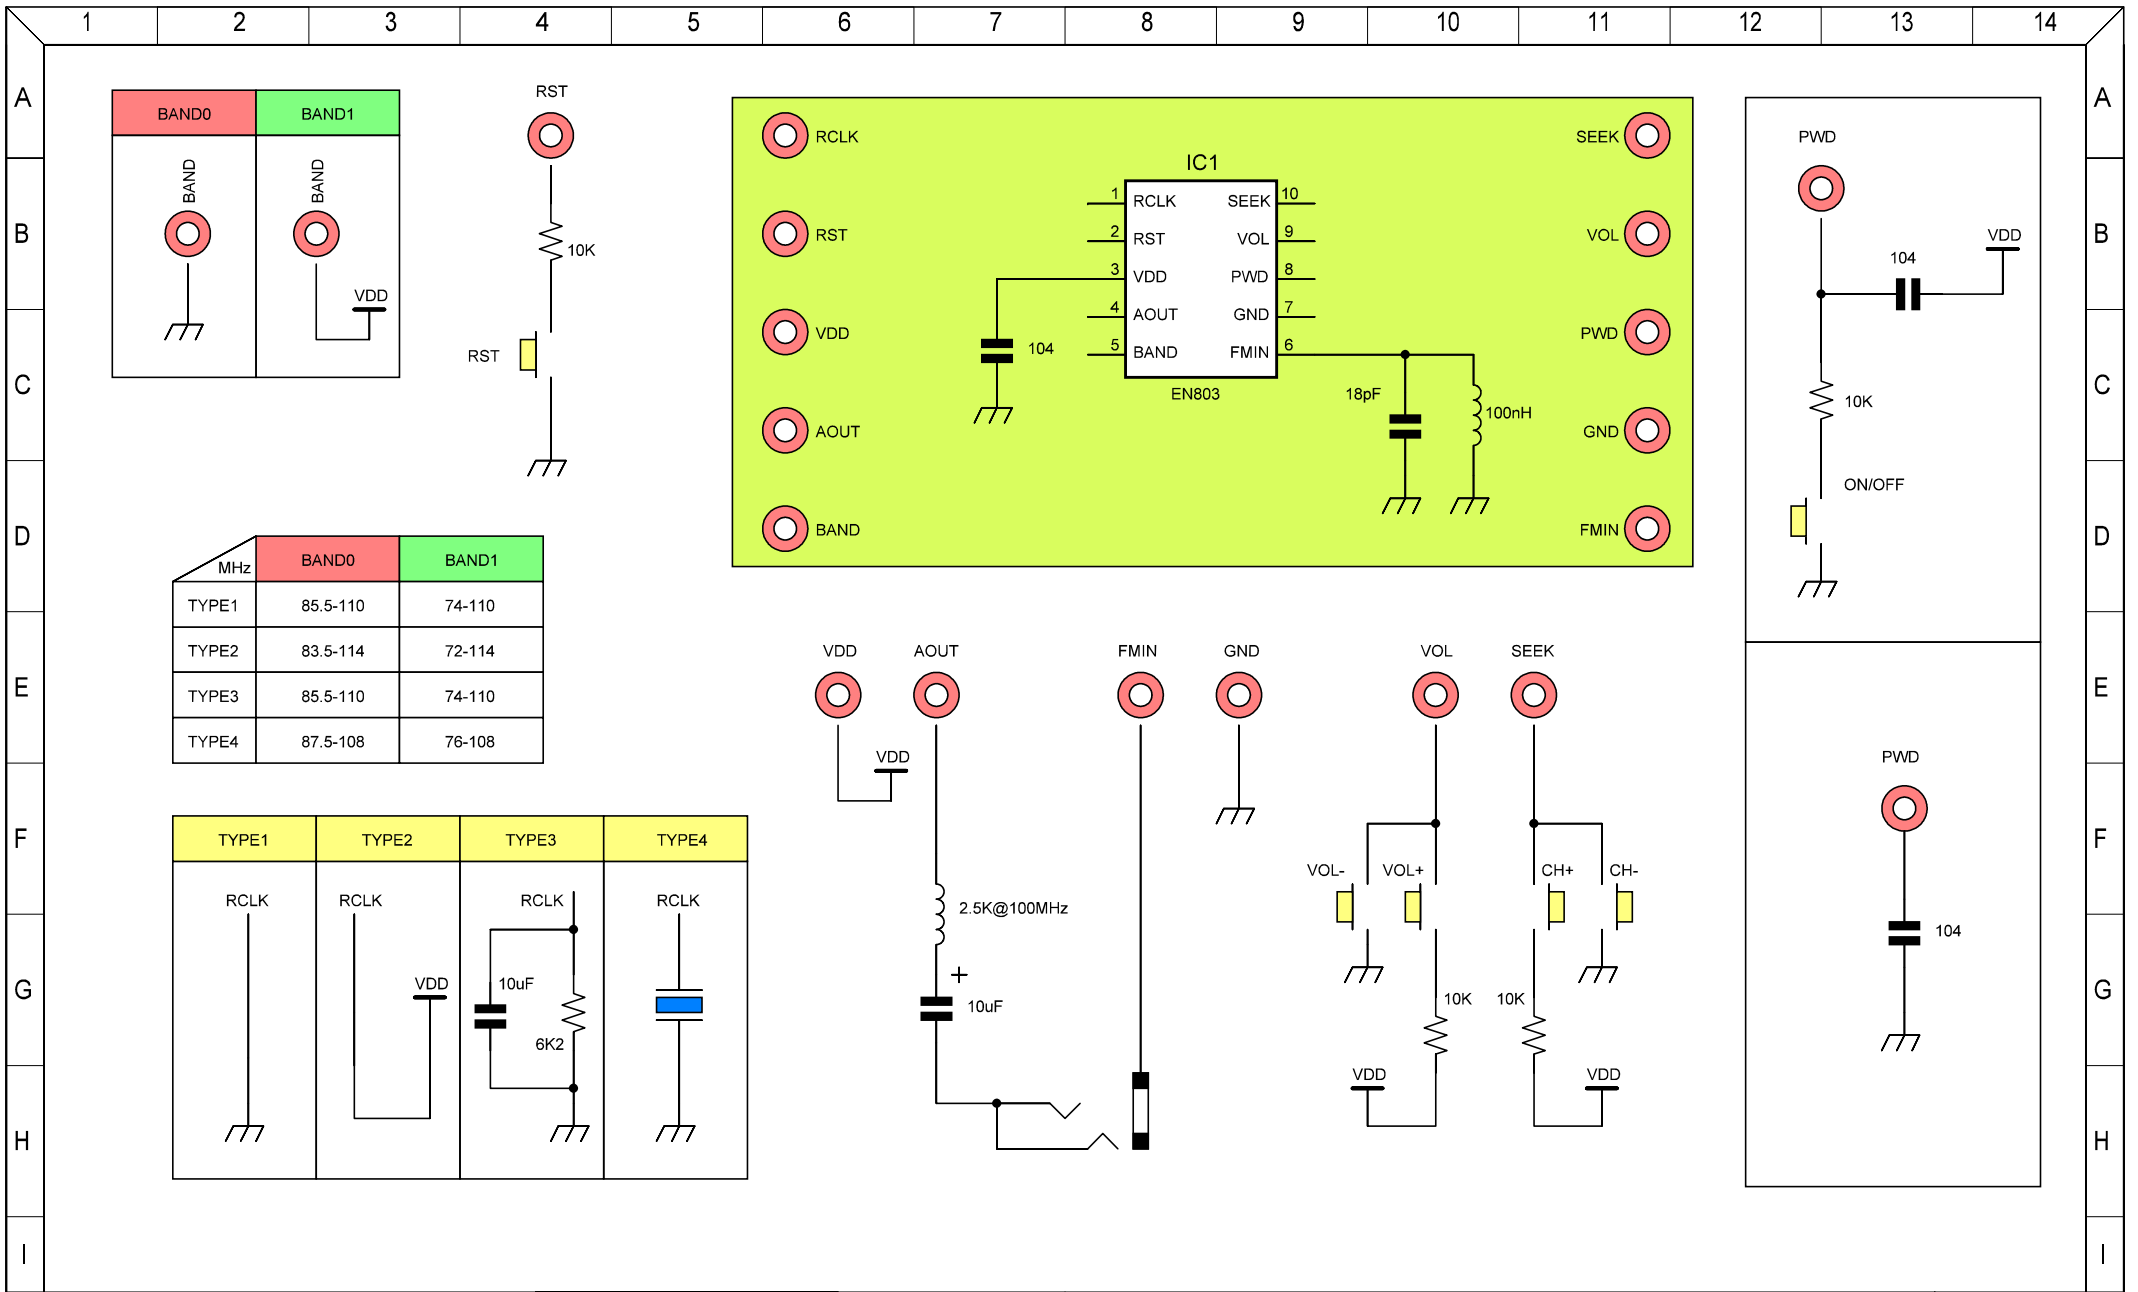 1 2 3 4 5 6 7 8 9 10 11 12 13 14
A
B
C
D
E
F
G
H
I
A
B
C
D
E
F
G
H
I
BAND0 BAND1
BAND
BAND
VDD
RST
10K
RST
RCLK
RST
VDD
AOUT
BAND
IC1
1 RCLK SEEK 10
2 RST VOL 9
3 VDD PWD 8
4 AOUT GND 7
5 BAND FMIN 6
EN803
104
18pF
100nH
SEEK
VOL
PWD
GND
FMIN
PWD
104
VDD
10K
ON/OFF
MHz BAND0 BAND1
TYPE1 85.5-110 74-110
TYPE2 83.5-114 72-114
TYPE3 85.5-110 74-110
TYPE4 87.5-108 76-108
TYPE1 TYPE2 TYPE3 TYPE4
RCLK RCLK RCLK RCLK
VDD
10uF
6K2
VDD AOUT FMIN GND VOL SEEK
VDD
2.5K@100MHz
+
10uF
VOL- VOL+ CH+ CH-
10K 10K
VDD VDD
PWD
104